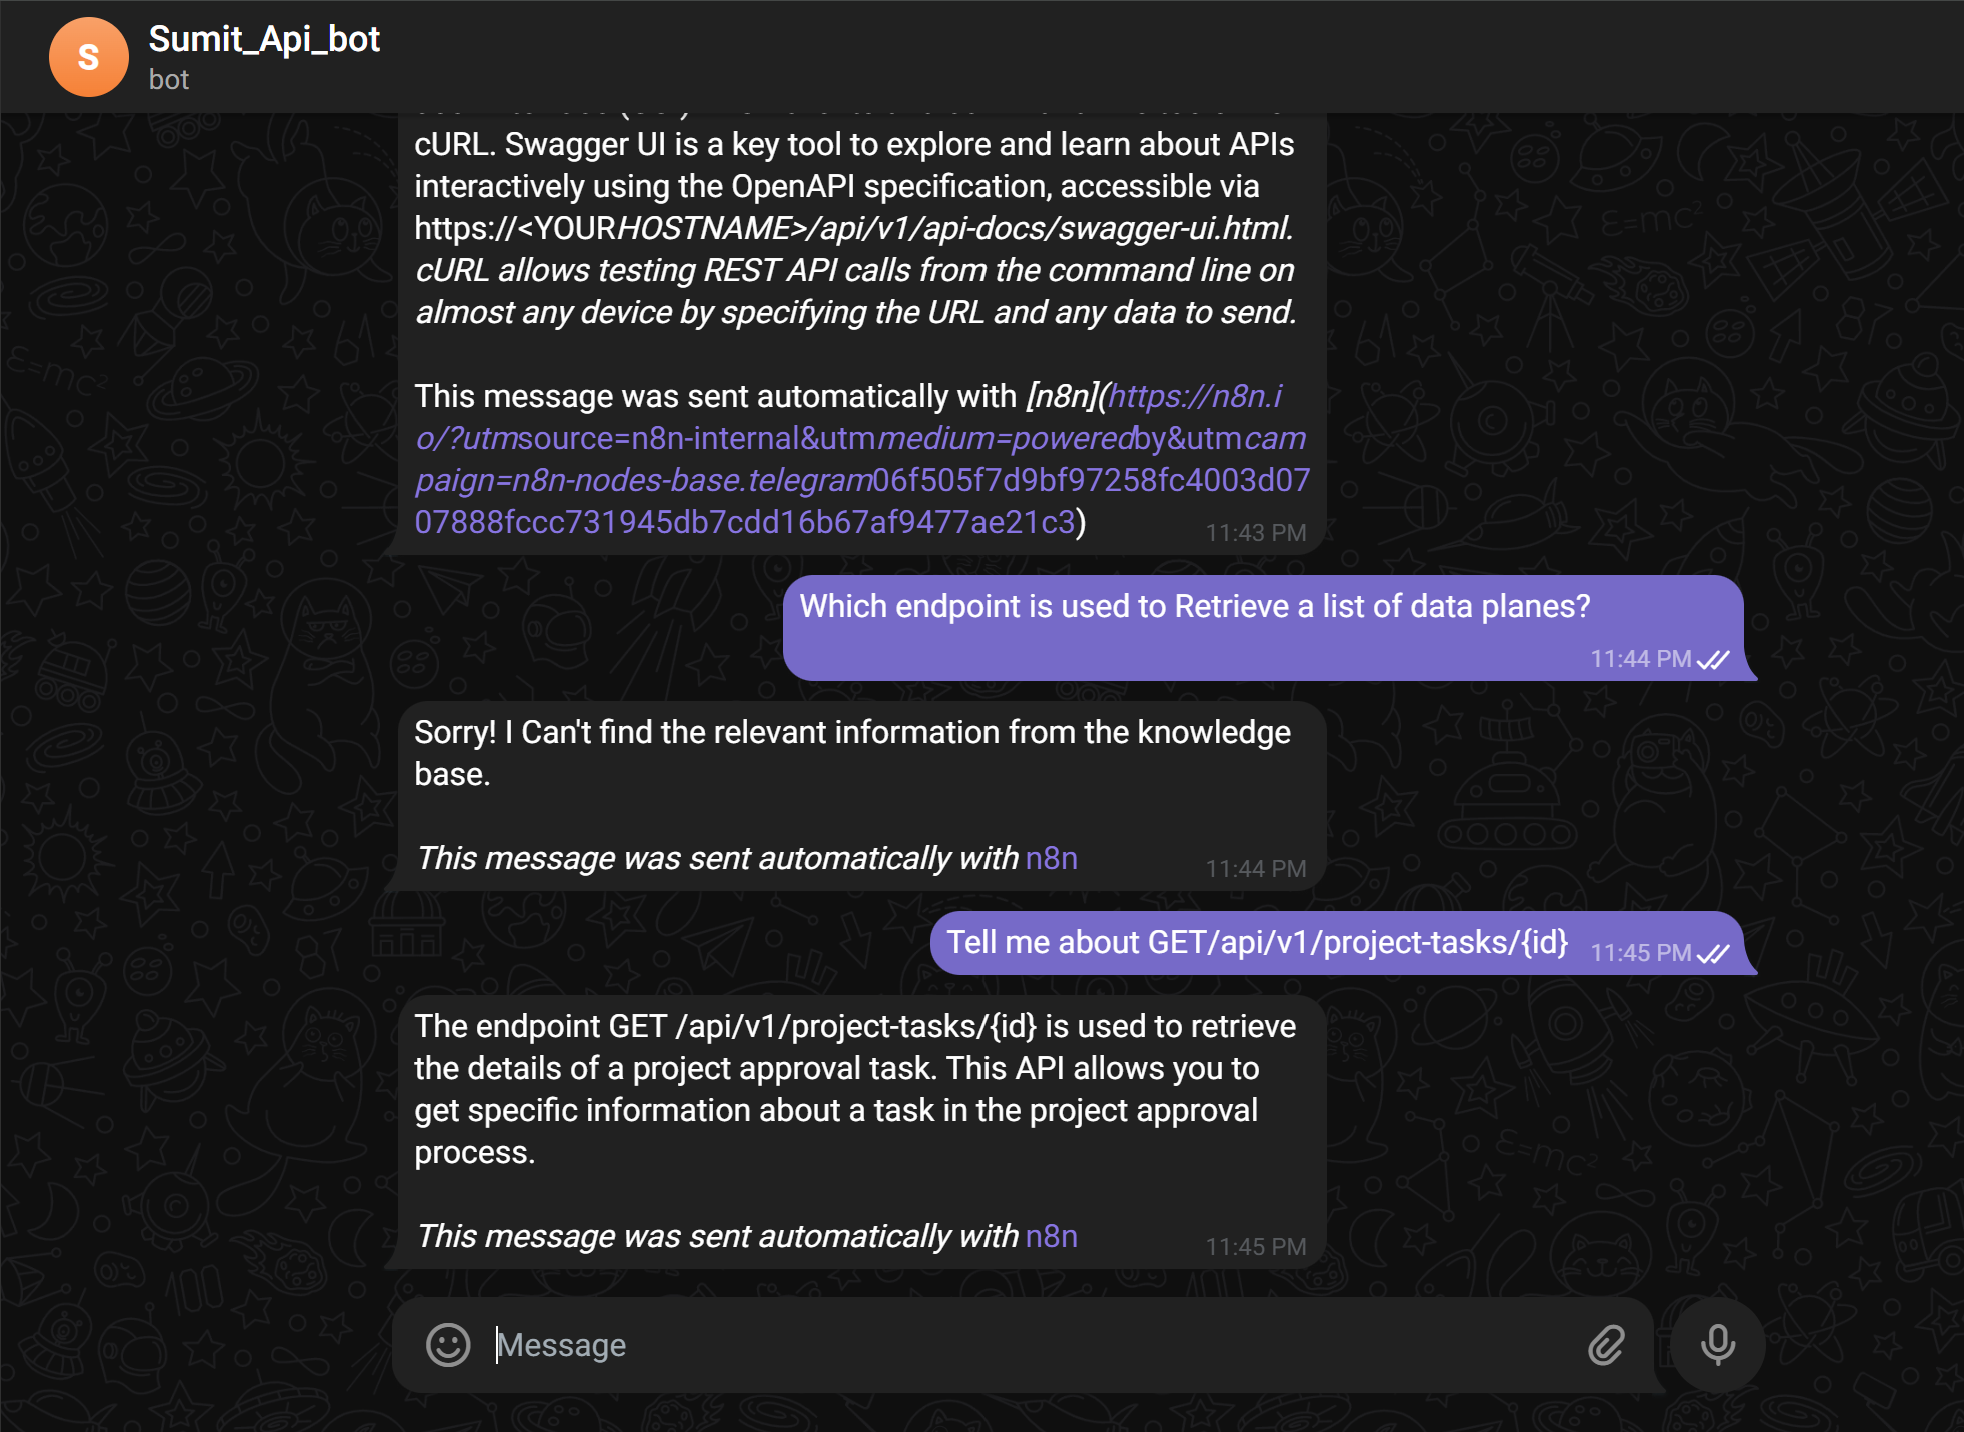 S
Sumit_Api_bot
bot
cURL. Swagger UI is a key tool to explore and learn about APIs
interactively using the OpenAPI specification, accessible via
https://<YOURHOSTNAME>/api/v1/api-docs/swagger-ui.html.
cURL allows testing REST API calls from the command line on
almost any device by specifying the URL and any data to send.
This message was sent automatically with [n8n](https://n8n.i
o/?utmsource=n8n-internal&utmmedium=poweredby&utmcam
paign=n8n-nodes-base.telegram06f505f7d9bf97258fc4003d07
07888fccc731945db7cdd16b67af9477ae21c3)
11:43 PM
Which endpoint is used to Retrieve a list of data planes?
11:44 PM
Sorry! I Can't find the relevant information from the knowledge
base.
This message was sent automatically with n8n
11:44 PM
Tell me about GET/api/v1/project-tasks/{id} 11:45 PM
The endpoint GET /api/v1/project-tasks/{id} is used to retrieve
the details of a project approval task. This API allows you to
get specific information about a task in the project approval
process.
This message was sent automatically with n8n
11:45 PM
Message